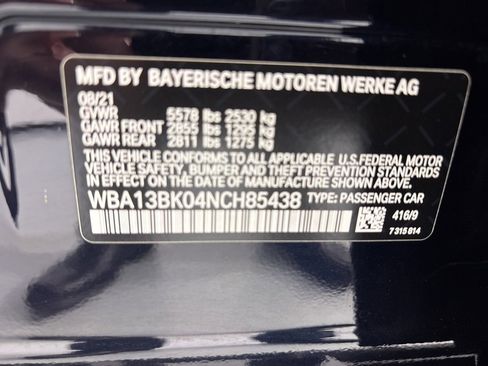 MFD BY BAYERISCHE MOTOREN WERKE AG
08/21
GVWR 5578 lbs 2530 kg
GAWR FRONT 2855 lbs 1295 kg
GAWR REAR 2811 lbs 1275 kg
THIS VEHICLE CONFORMS TO ALL APPLICABLE U.S.FEDERAL MOTOR
VEHICLE SAFETY, BUMPER, AND THEFT PREVENTION STANDARDS
IN EFFECT ON THE DATE OF MANUFACTURE SHOWN ABOVE.
WBA13BK04NCH85438 TYPE: PASSENGER CAR
416/9
7 315 614